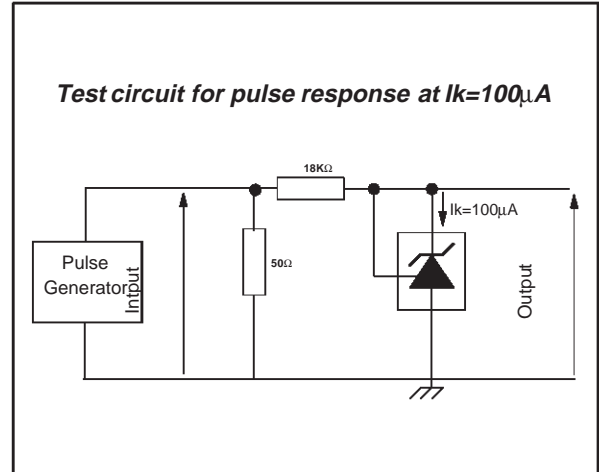 Test circuit for pulse response at Ik=100μA
18KΩ
Ik=100μA
50Ω
Pulse
Generator
Intput
Output